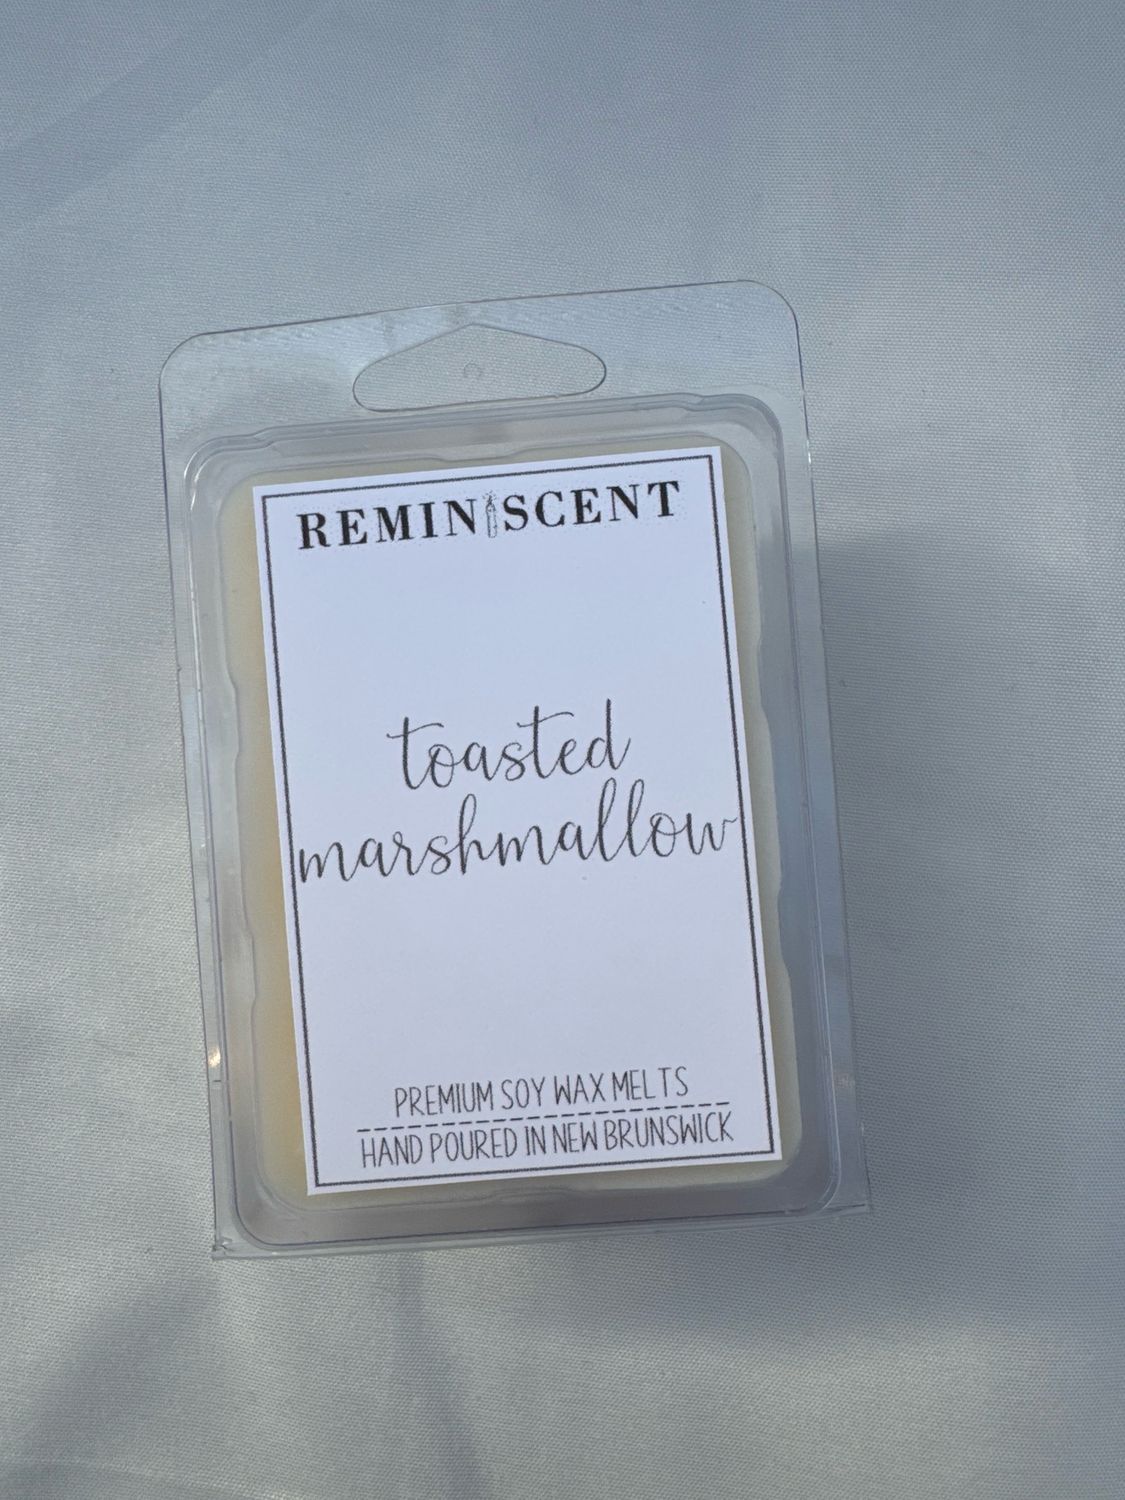 REMINISCENT
toasted
marshmallow
PREMIUM SOY WAX MELTS
HAND POURED IN NEW BRUNSWICK